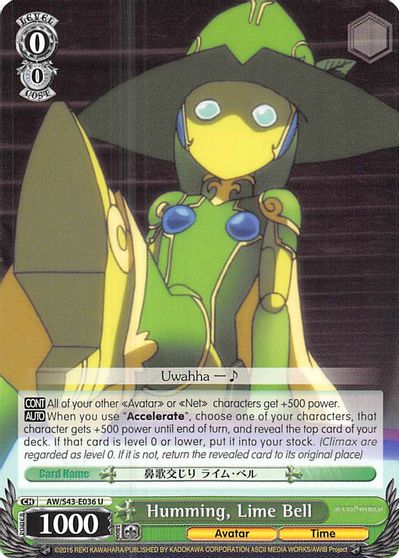 LEVEL
0
0
COST
Uwahha ー♪
CONT All of your other «Avatar» or «Net» characters get +500 power.
AUTO When you use "Accelerate", choose one of your characters, that
character gets +500 power until end of turn, and reveal the top card of your
deck. If that card is level 0 or lower, put it into your stock. (Climax are
regarded as level 0. If it is not, return the revealed card to its original place)
Card Name 鼻歌交じり ライム・ベル
CH AW/S43-E036 U
1000
Humming, Lime Bell
ACCEL WORLD
Avatar Time
©2015 REKI KAWAHARA/PUBLISHED BY KADOKAWA CORPORATION ASCII MEDIA WORKS/AWIB Project